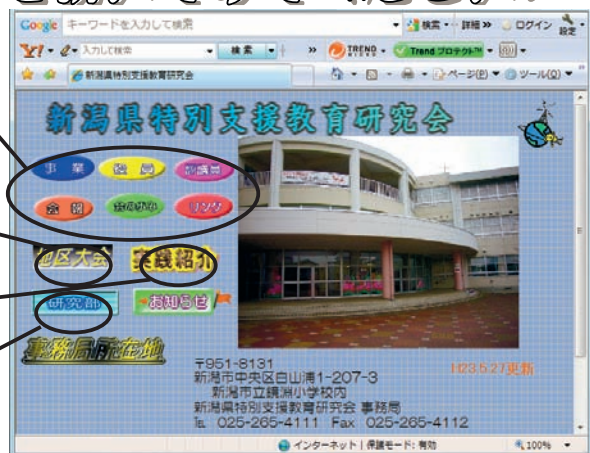 Google キーワードを入力して検索 検索 詳細 » ログイン 設定
Y! 入力して検索 検索 » TREND MICRO Trend プロテクト™
新潟県特別支援教育研究会 ページ(P) ツール(O) »
新潟県特別支援教育研究会
事業 役員 評議員
会報 リンク
地区大会 実践紹介
研究部 お知らせ
事務局所在地
〒951-8131
新潟市中央区白山浦1-207-3
新潟市立鏡淵小学校内
新潟県特別支援教育研究会 事務局
℡ 025-265-4111 Fax 025-265-4112
H23.5.27更新
インターネット | 保護モード: 有効 100%